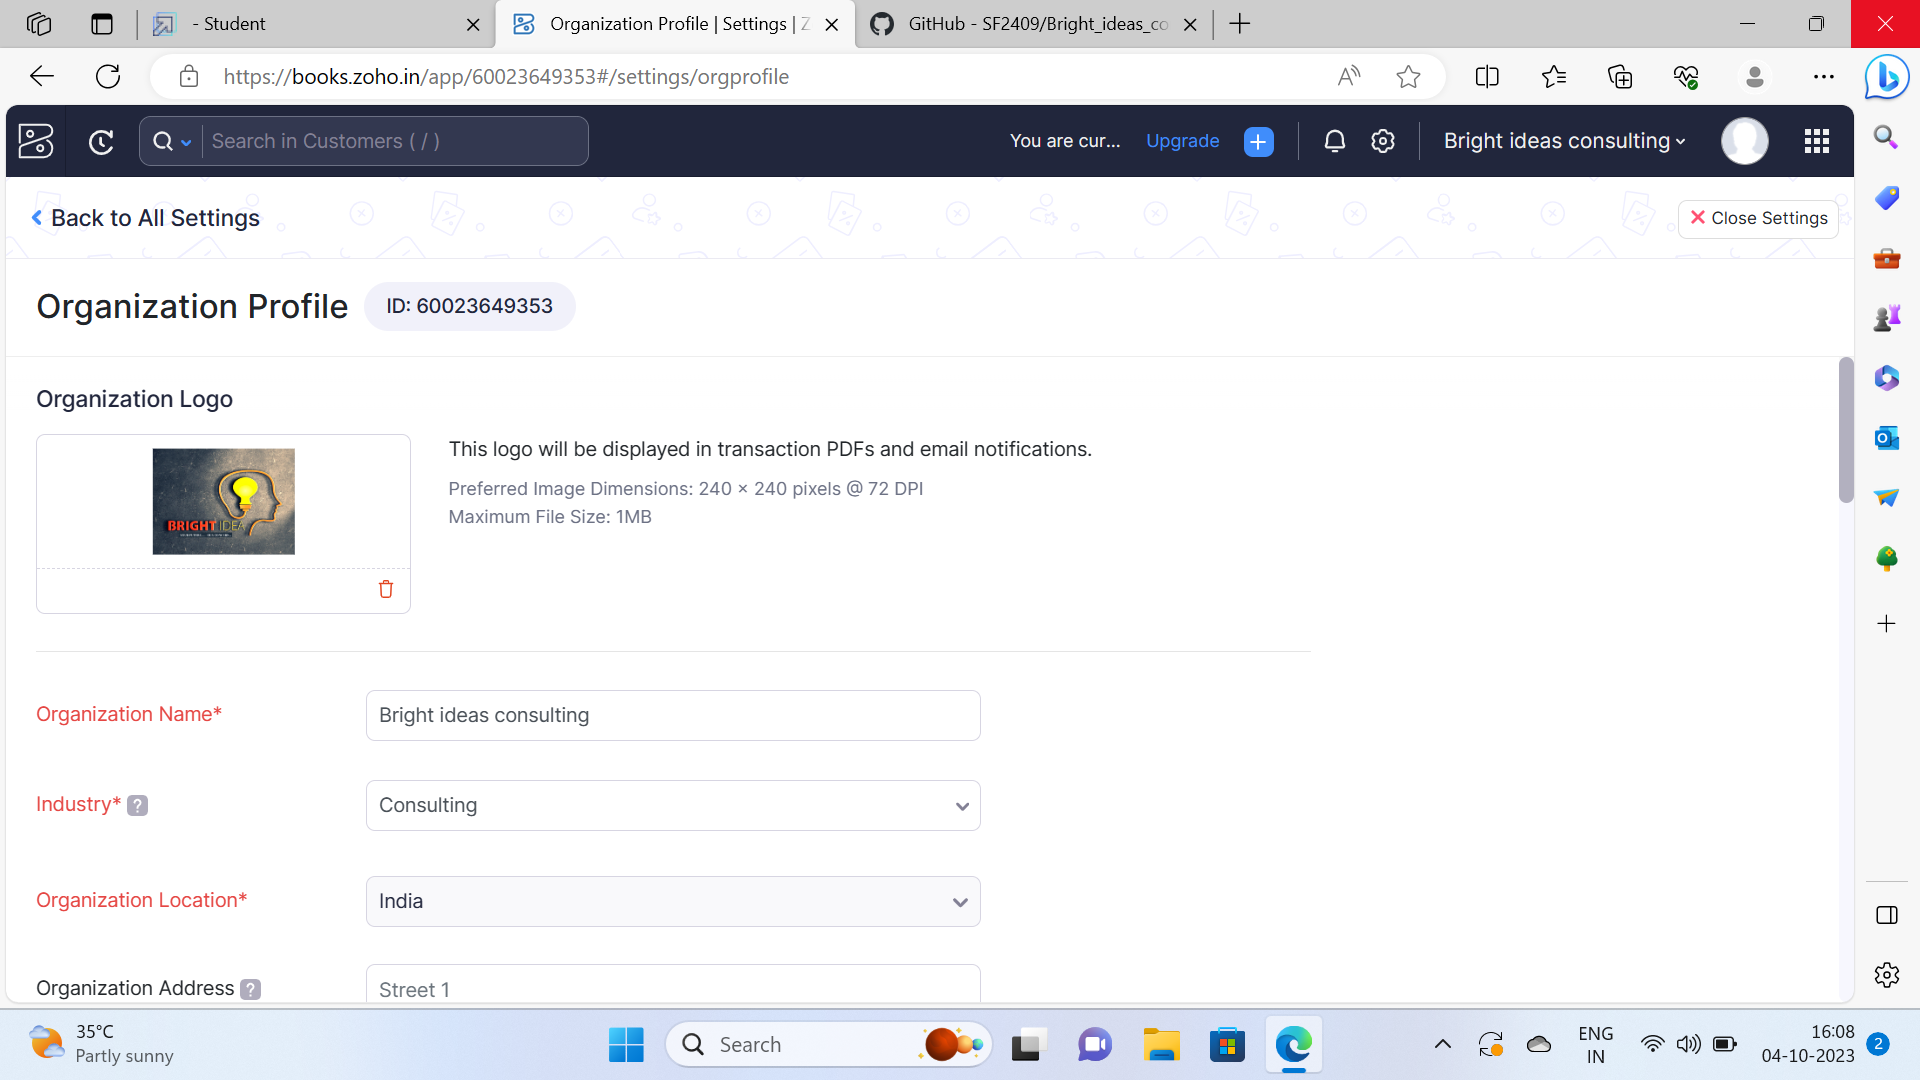 - Student
Organization Profile | Settings | Z
GitHub - SF2409/Bright_ideas_co
https://books.zoho.in/app/60023649353#/settings/orgprofile
Search in Customers ( / )
You are cur...
Upgrade
Bright ideas consulting
Back to All Settings
Close Settings
Organization Profile
ID: 60023649353
Organization Logo
BRIGHT IDEA
This logo will be displayed in transaction PDFs and email notifications.
Preferred Image Dimensions: 240 × 240 pixels @ 72 DPI
Maximum File Size: 1MB
Organization Name*
Bright ideas consulting
Industry* ?
Consulting
Organization Location*
India
Organization Address ?
Street 1
35°C
Partly sunny
Search
ENG
IN
16:08
04-10-2023
2